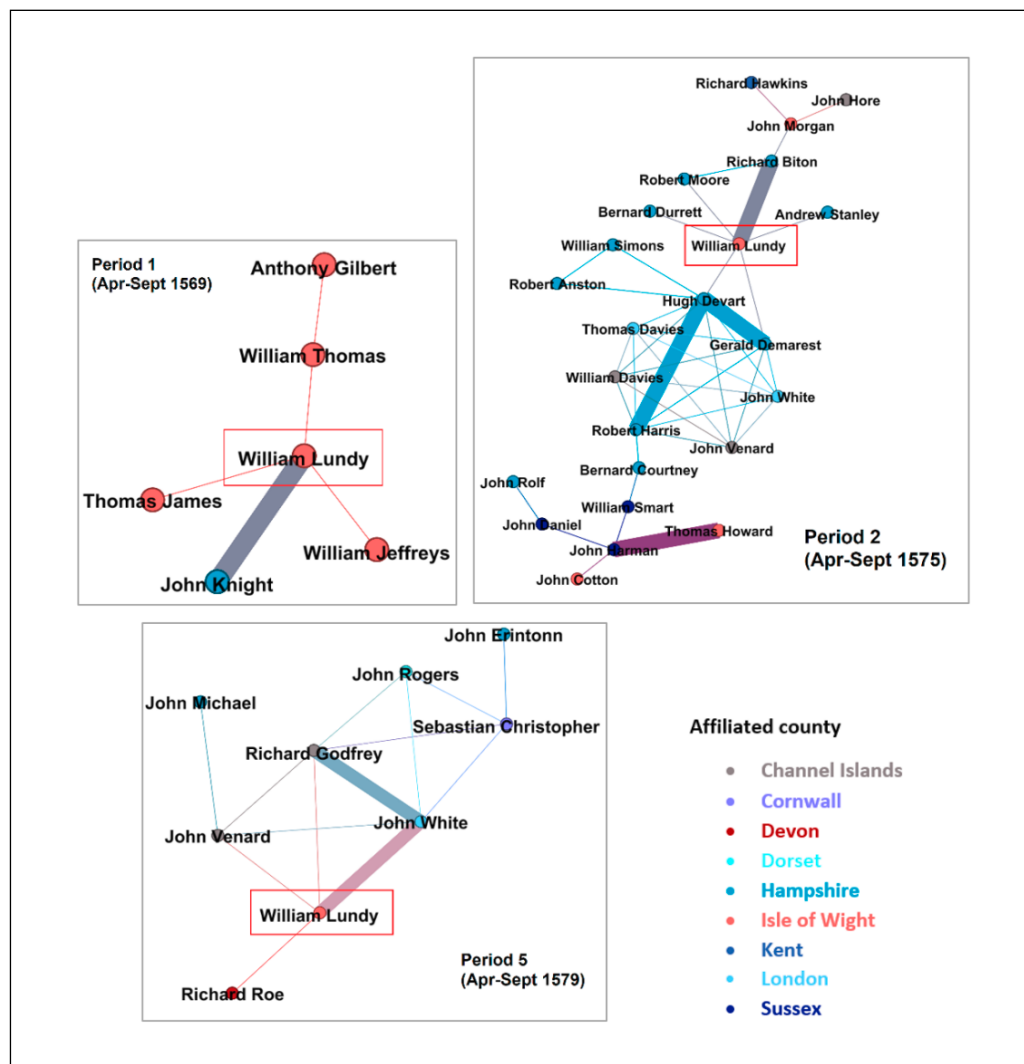 Period 1
(Apr-Sept 1569)
Anthony Gilbert
William Thomas
William Lundy
Thomas James
William Jeffreys
John Knight
Richard Hawkins
John Hore
John Morgan
Richard Biton
Robert Moore
Bernard Durrett
Andrew Stanley
William Simons
William Lundy
Robert Anston
Hugh Devart
Thomas Davies
Gerald Demarest
William Davies
John White
Robert Harris
John Venard
Bernard Courtney
John Rolf
William Smart
John Daniel
Thomas Howard
John Harman
John Cotton
Period 2
(Apr-Sept 1575)
John Erintonn
John Rogers
John Michael
Sebastian Christopher
Richard Godfrey
John White
John Venard
William Lundy
Richard Roe
Period 5
(Apr-Sept 1579)
Affiliated county
Channel Islands
Cornwall
Devon
Dorset
Hampshire
Isle of Wight
Kent
London
Sussex